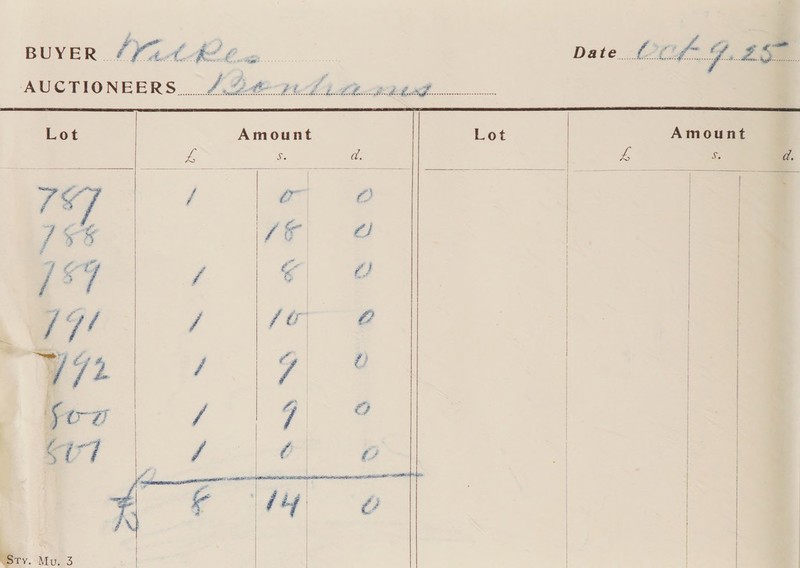 BUYER Wilkes Date Oct 9. 25
AUCTIONEERS Bonhams
Lot Amount Lot Amount
£ s. d. £ s. d.
787 1 0 0
788 18 0
789 1 8 0
791 1 10 0
792 1 9 0
800 1 9 0
807 1 0 0
£ 8 14 0
STY. MU. 3